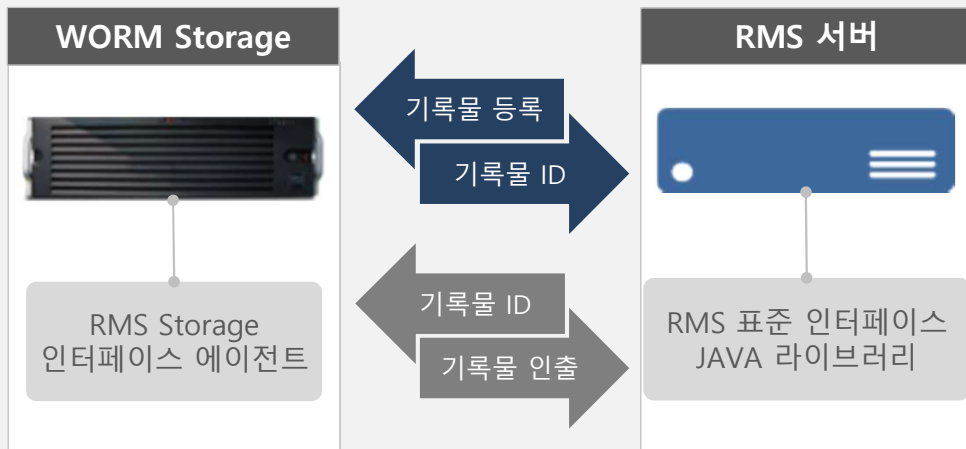 WORM Storage
RMS 서버
기록물 등록
기록물 ID
기록물 ID
기록물 인출
RMS Storage
인터페이스 에이전트
RMS 표준 인터페이스
JAVA 라이브러리